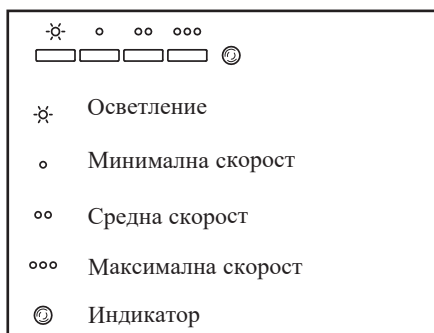 Осветление
Минимална скорост
Средна скорост
Максимална скорост
Индикатор